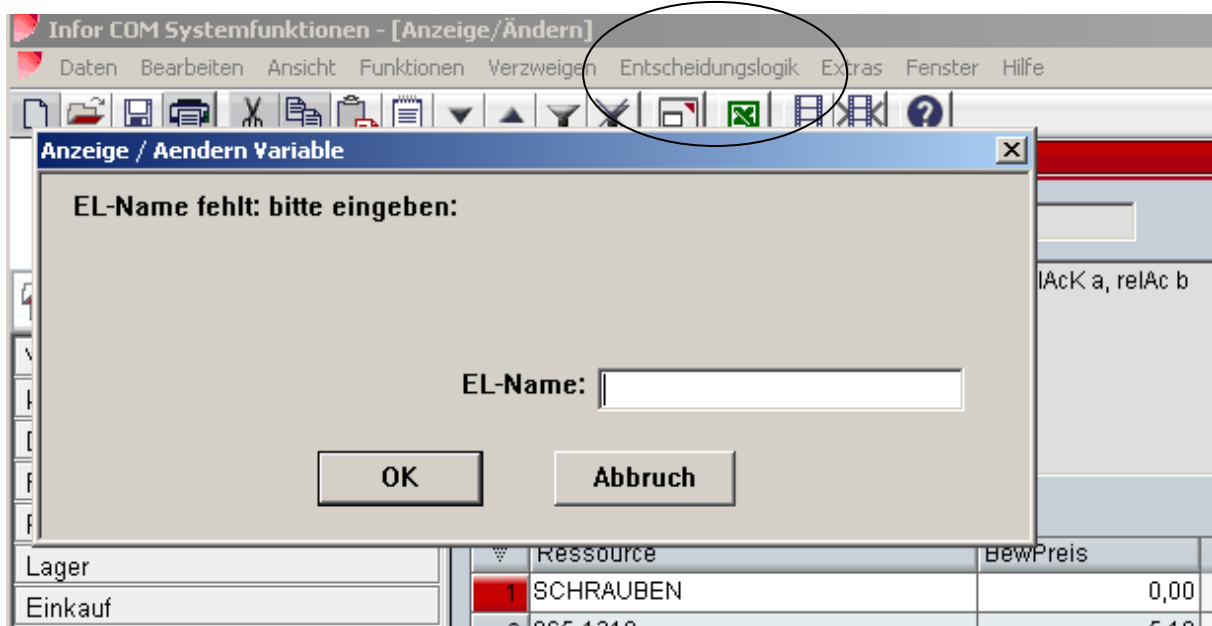 Infor COM Systemfunktionen - [Anzeige/Ändern]
Daten Bearbeiten Ansicht Funktionen Verzweigen Entscheidungslogik Extras Fenster Hilfe
Anzeige / Aendern Variable
EL-Name fehlt: bitte eingeben:
lAcK a, relAc b
EL-Name:
OK Abbruch
Ressource BewPreis
Lager
1 SCHRAUBEN 0,00
Einkauf